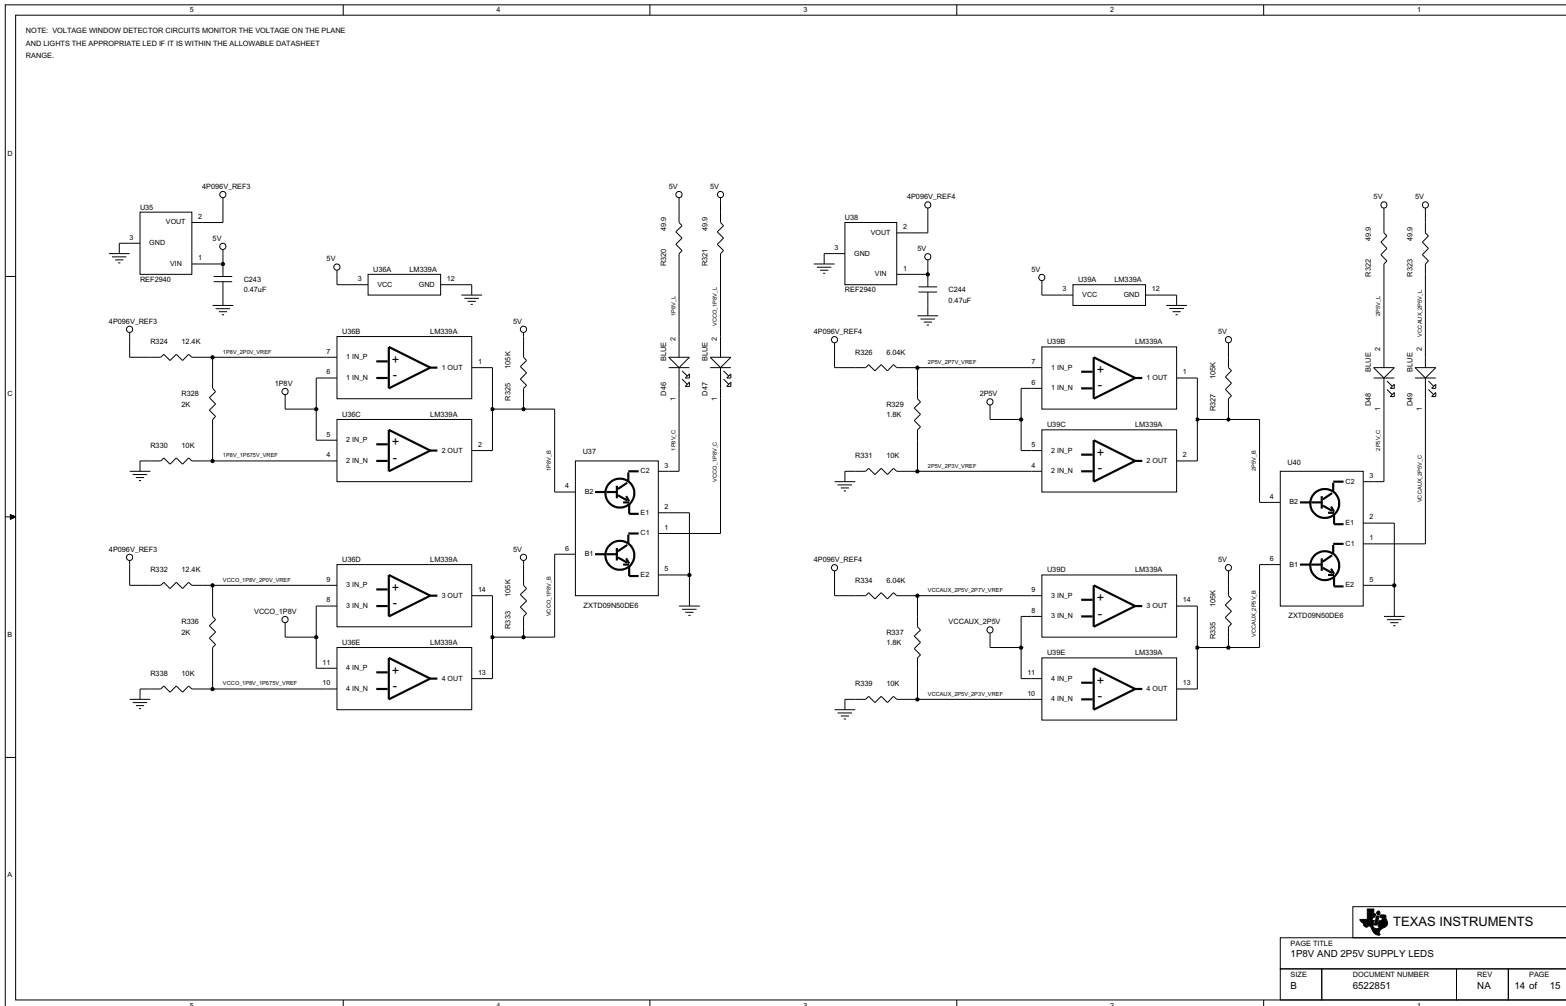 5
4
3
2
1
NOTE: VOLTAGE WINDOW DETECTOR CIRCUITS MONITOR THE VOLTAGE ON THE PLANE
AND LIGHTS THE APPROPRIATE LED IF IT IS WITHIN THE ALLOWABLE DATASHEET
RANGE.
D
C
B
A
4P096V_REF3
U35
VOUT
2
3
GND
5V
VIN
1
REF2940
C243
0.47uF
5V
U36A
LM339A
3
VCC
GND
12
4P096V_REF3
R324
12.4K
1P8V_2P0V_VREF
R328
2K
1P8V
R330
10K
1P8V_1P675V_VREF
U36B
LM339A
7
1 IN_P
+
6
1 IN_N
-
1 OUT
1
U36C
LM339A
5
2 IN_P
+
4
2 IN_N
-
2 OUT
2
5V
105K
R325
1P8V_B
5V
49.9
R320
1P8V_L
2
BLUE
D46
1
1P8V_C
5V
49.9
R321
VCCO_1P8V_L
2
BLUE
D47
1
VCCO_1P8V_C
U37
4
B2
C2
3
E1
2
C1
1
6
B1
E2
5
ZXTD09N50DE6
4P096V_REF3
R332
12.4K
VCCO_1P8V_2P0V_VREF
R336
2K
VCCO_1P8V
R338
10K
VCCO_1P8V_1P675V_VREF
U36D
LM339A
9
3 IN_P
+
8
3 IN_N
-
3 OUT
14
U36E
LM339A
11
4 IN_P
+
10
4 IN_N
-
4 OUT
13
5V
105K
R333
VCCO_1P8V_B
4P096V_REF4
U38
VOUT
2
3
GND
5V
VIN
1
REF2940
C244
0.47uF
5V
U39A
LM339A
3
VCC
GND
12
4P096V_REF4
R326
6.04K
2P5V_2P7V_VREF
R329
1.8K
2P5V
R331
10K
2P5V_2P3V_VREF
U39B
LM339A
7
1 IN_P
+
6
1 IN_N
-
1 OUT
1
U39C
LM339A
5
2 IN_P
+
4
2 IN_N
-
2 OUT
2
5V
105K
R327
2P5V_B
5V
49.9
R322
2P5V_L
2
BLUE
D48
1
2P5V_C
5V
49.9
R323
VCCAUX_2P5V_L
2
BLUE
D49
1
VCCAUX_2P5V_C
U40
4
B2
C2
3
E1
2
C1
1
6
B1
E2
5
ZXTD09N50DE6
4P096V_REF4
R334
6.04K
VCCAUX_2P5V_2P7V_VREF
R337
1.8K
VCCAUX_2P5V
R339
10K
VCCAUX_2P5V_2P3V_VREF
U39D
LM339A
9
3 IN_P
+
8
3 IN_N
-
3 OUT
14
U39E
LM339A
11
4 IN_P
+
10
4 IN_N
-
4 OUT
13
5V
105K
R335
VCCAUX_2P5V_B
TEXAS INSTRUMENTS
PAGE TITLE
1P8V AND 2P5V SUPPLY LEDS
SIZE
B
DOCUMENT NUMBER
6522851
REV
NA
PAGE
14 of 15
5
4
3
2
1